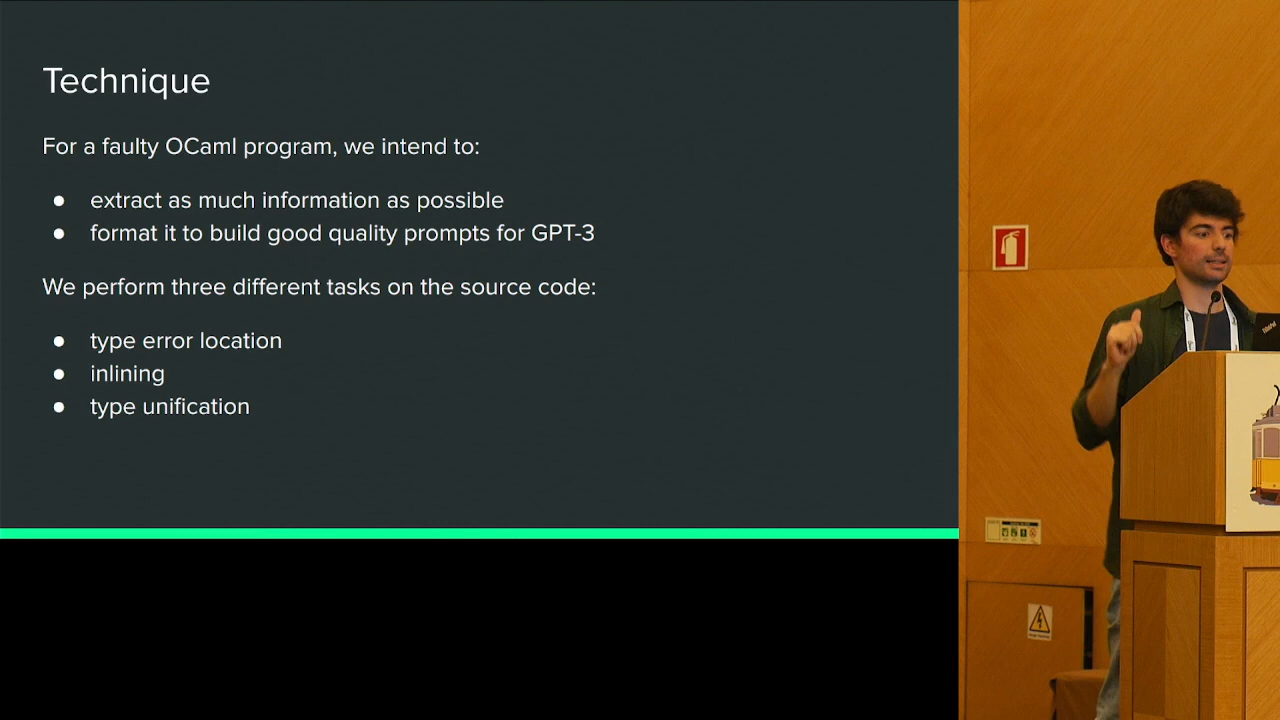 Technique
For a faulty OCaml program, we intend to:
● extract as much information as possible
● format it to build good quality prompts for GPT-3
We perform three different tasks on the source code:
● type error location
● inlining
● type unification
ThinkPad